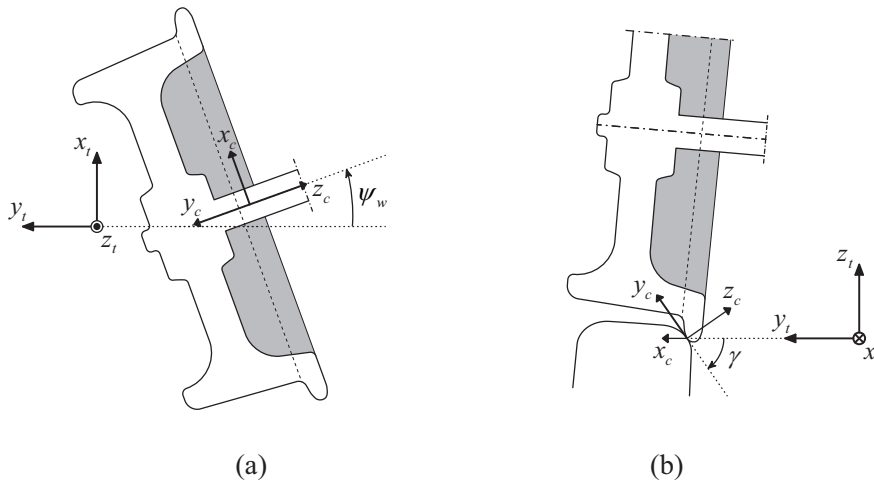 x_t
y_t
z_t
x_c
y_c
z_c
ψ_w
(a)
y_c
z_c
x_c
γ
z_t
y_t
x
(b)